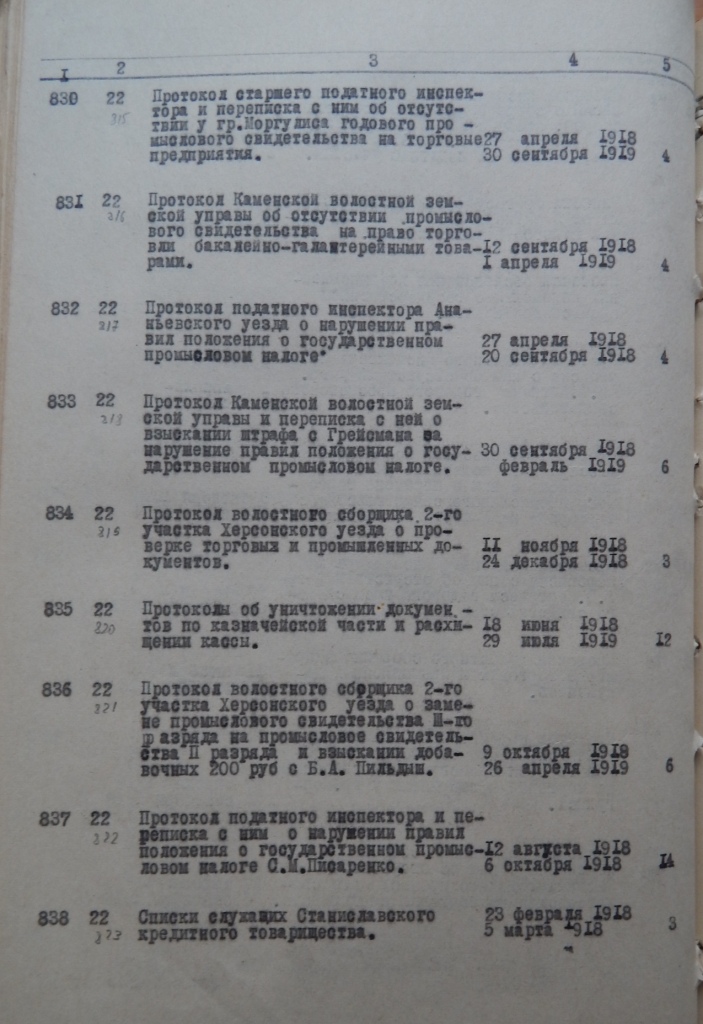 1 2 3 4 5
830 22 Протокол старшего податного инспек-
315 тора и переписка с ним об отсутс-
твии у гр.Моргулиса годового про -
мыслового свидетельства на торговые 27 апреля 1918
предприятия. 30 сентября 1919 4
831 22 Протокол Каменской волостной зем-
316 ской управы об отсутствии промысло-
вого свидетельства на право торго-
вли бакалейно-галантерейными това- 12 сентября 1918
рами. 1 апреля 1919 4
832 22 Протокол податного инспектора Ана-
317 ньевского уезда о нарушении пра-
вил положения о государственном 27 апреля 1918
промысловом налоге. 20 сентября 1918 4
833 22 Протокол Каменской волостной зем-
318 ской управы и переписка с ней о
взыскании штрафа с Грейсмана за
нарушение правил положения о госу- 30 сентября 1918
дарственном промысловом налоге. февраль 1919 6
834 22 Протокол волостного сборщика 2-го
319 участка Херсонского уезда о про-
верке торговых и промышленных до- 11 ноября 1918
кументов. 24 декабря 1918 3
835 22 Протоколы об уничтожении докумен -
320 тов по казначейской части и расхи- 18 июня 1918
щении кассы. 29 июля 1919 12
836 22 Протокол волостного сборщика 2-го
321 участка Херсонского уезда о заме-
не промыслового свидетельства Ш-го
р азряда на промысловое свидетель-
ства II разряда и взыскании доба- 9 октября 1918
вочных 200 руб с Б.А. Пильдыш. 26 апреля 1919 6
837 22 Протокол податного инспектора и пе-
322 реписка с ним о нарушении правил
положения о государственном промыс- 12 августа 1918
ловом налоге С.М.Писаренко. 6 октября 1918 14
838 22 Списки служащих Станиславского 23 февраля 1918
323 кредитного товарищества. 5 марта 1918 3